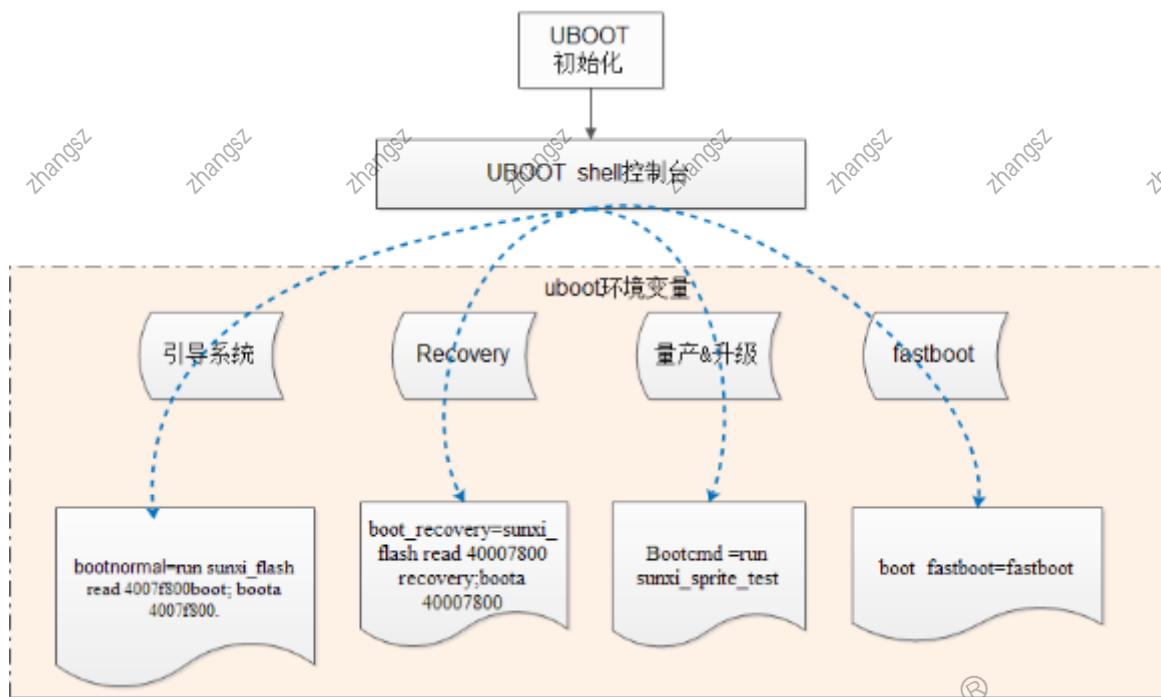 UBOOT
初始化
UBOOT shell控制台
zhangsz
zhangsz
zhangsz
zhangsz
zhangsz
zhangsz
zhangsz
uboot环境变量
引导系统
Recovery
量产&升级
fastboot
bootnormal=run sunxi_flash
read 4007f800boot; boota
4007f800.
boot_recovery=sunxi_
flash read 40007800
recovery;boota
40007800
Bootcmd =run
sunxi_sprite_test
boot fastboot=fastboot
®